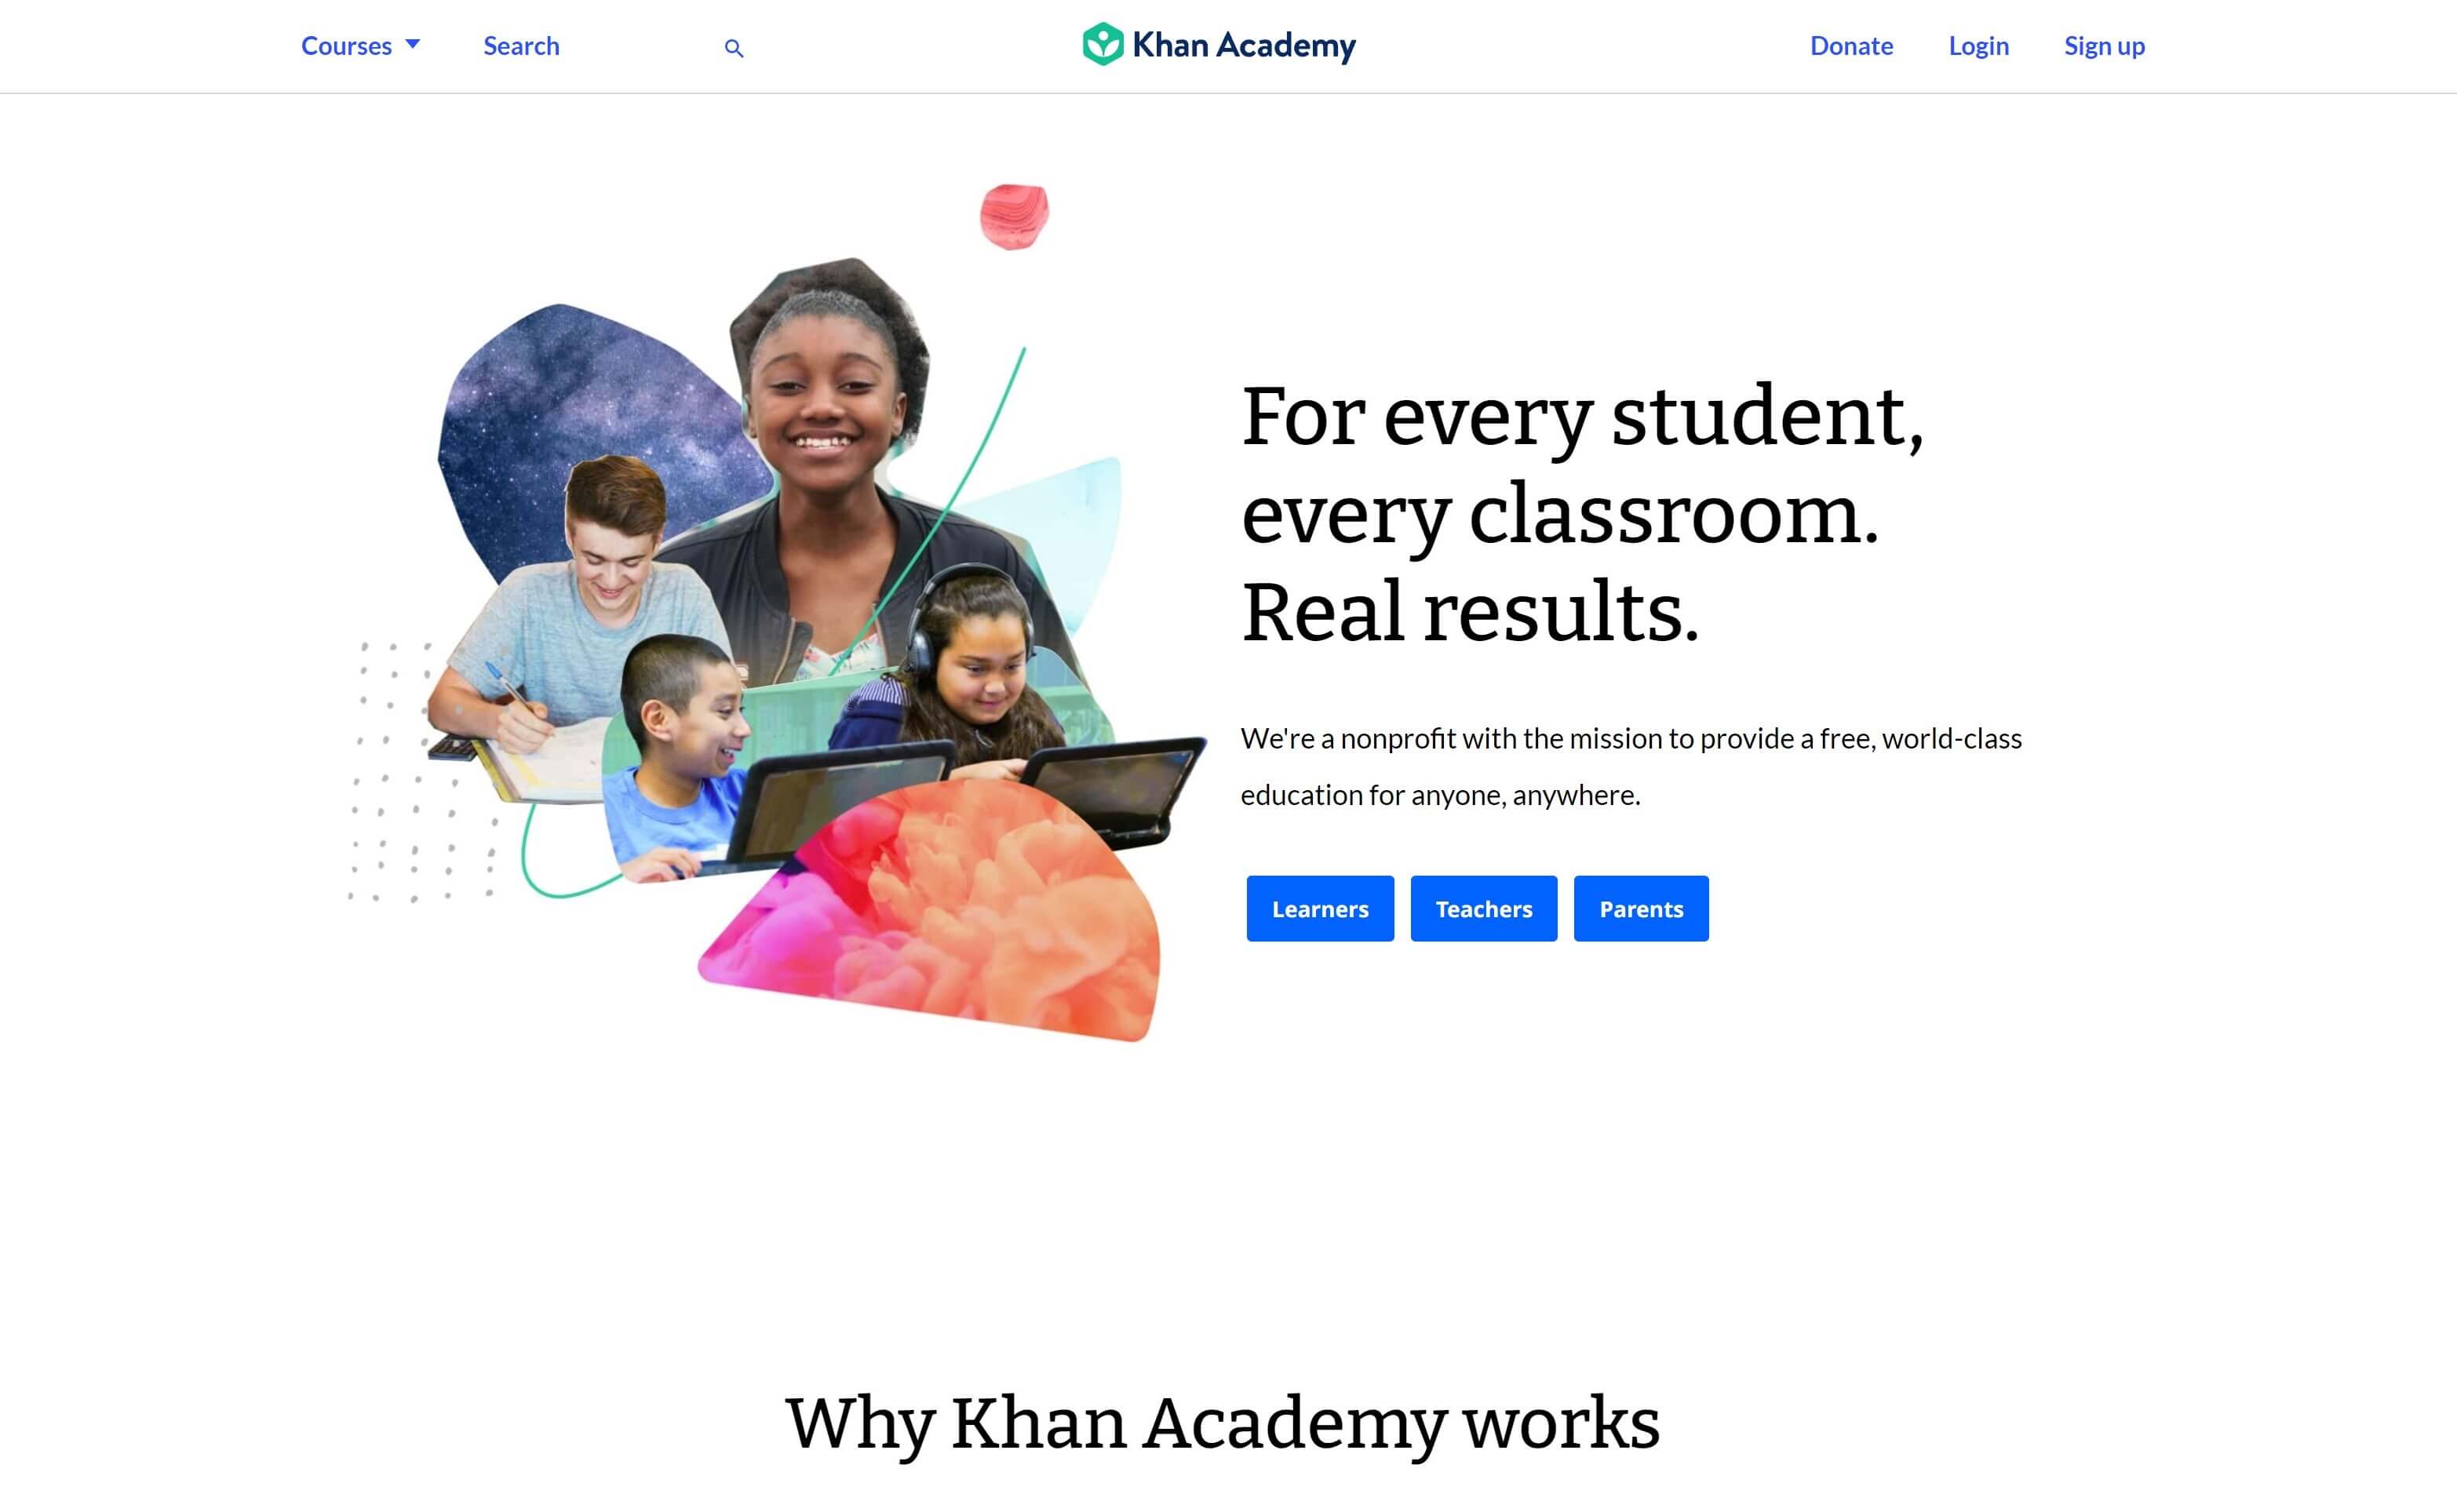 Courses
Search
Khan Academy
Donate
Login
Sign up
For every student,
every classroom.
Real results.
We're a nonprofit with the mission to provide a free, world-class
education for anyone, anywhere.
Learners
Teachers
Parents
Why Khan Academy works